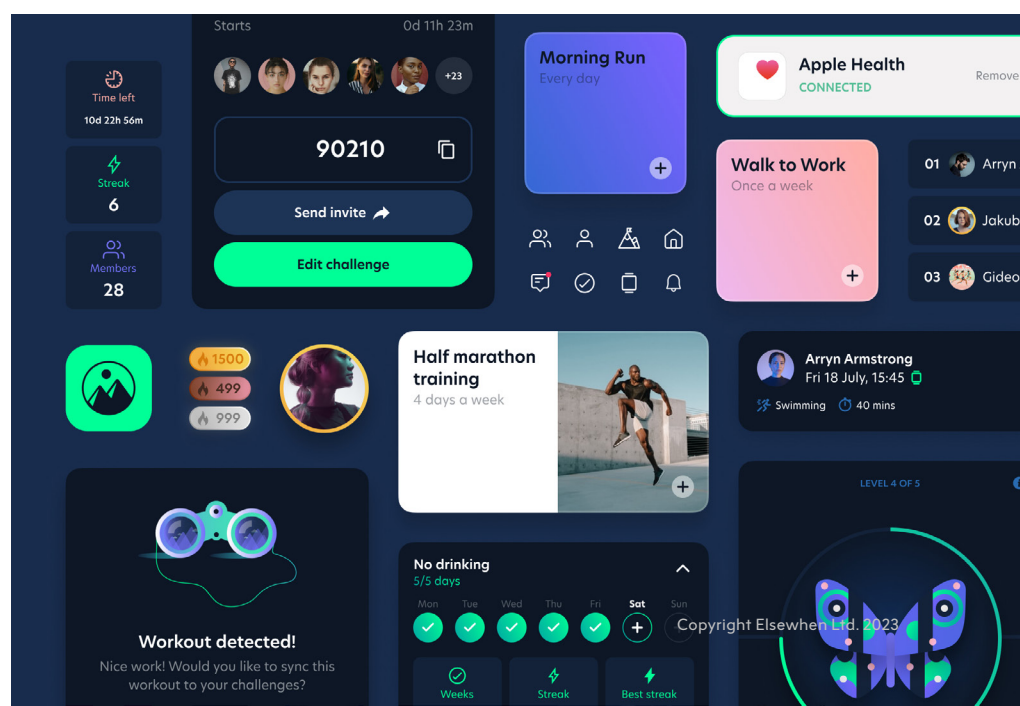 Starts
0d 11h 23m
+23
90210
Send invite
Edit challenge
Time left
10d 22h 56m
Streak
6
Members
28
Morning Run
Every day
Apple Health
CONNECTED
Remove
Walk to Work
Once a week
01 Arryn
02 Jakub
03 Gideo
1500
499
999
Half marathon
training
4 days a week
Arryn Armstrong
Fri 18 July, 15:45
Swimming
40 mins
Workout detected!
Nice work! Would you like to sync this
workout to your challenges?
No drinking
5/5 days
Mon Tue Wed Thu Fri Sat Sun
Weeks
Streak
Best streak
LEVEL 4 OF 5
Copyright Elsewhen Ltd. 2023